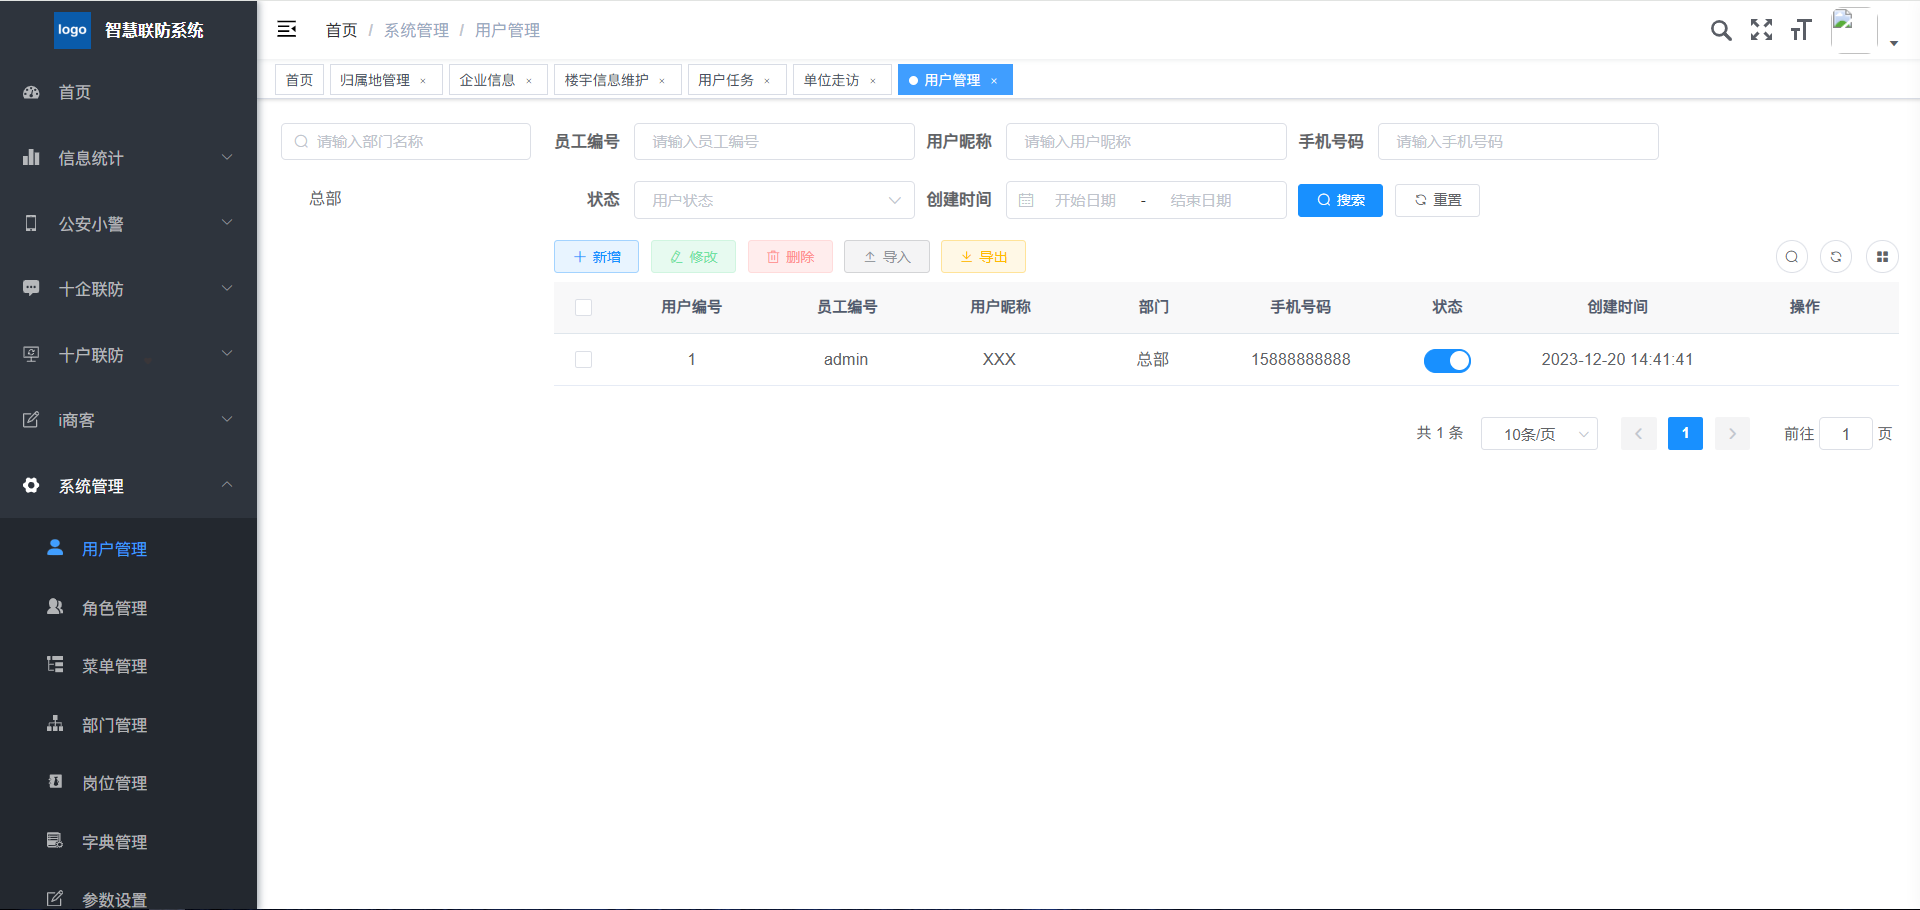 logo 智慧联防系统
首页
信息统计
公安小警
十企联防
十户联防
i商客
系统管理
用户管理
角色管理
菜单管理
部门管理
岗位管理
字典管理
参数设置
首页 / 系统管理 / 用户管理
首页 归属地管理 × 企业信息 × 楼宇信息维护 × 用户任务 × 单位走访 × 用户管理 ×
请输入部门名称
总部
员工编号 请输入员工编号 用户昵称 请输入用户昵称 手机号码 请输入手机号码
状态 用户状态 创建时间 开始日期 - 结束日期 搜索 重置
新增 修改 删除 导入 导出
用户编号 员工编号 用户昵称 部门 手机号码 状态 创建时间 操作
1 admin XXX 总部 15888888888 2023-12-20 14:41:41
共 1 条 10条/页 1 前往 1 页